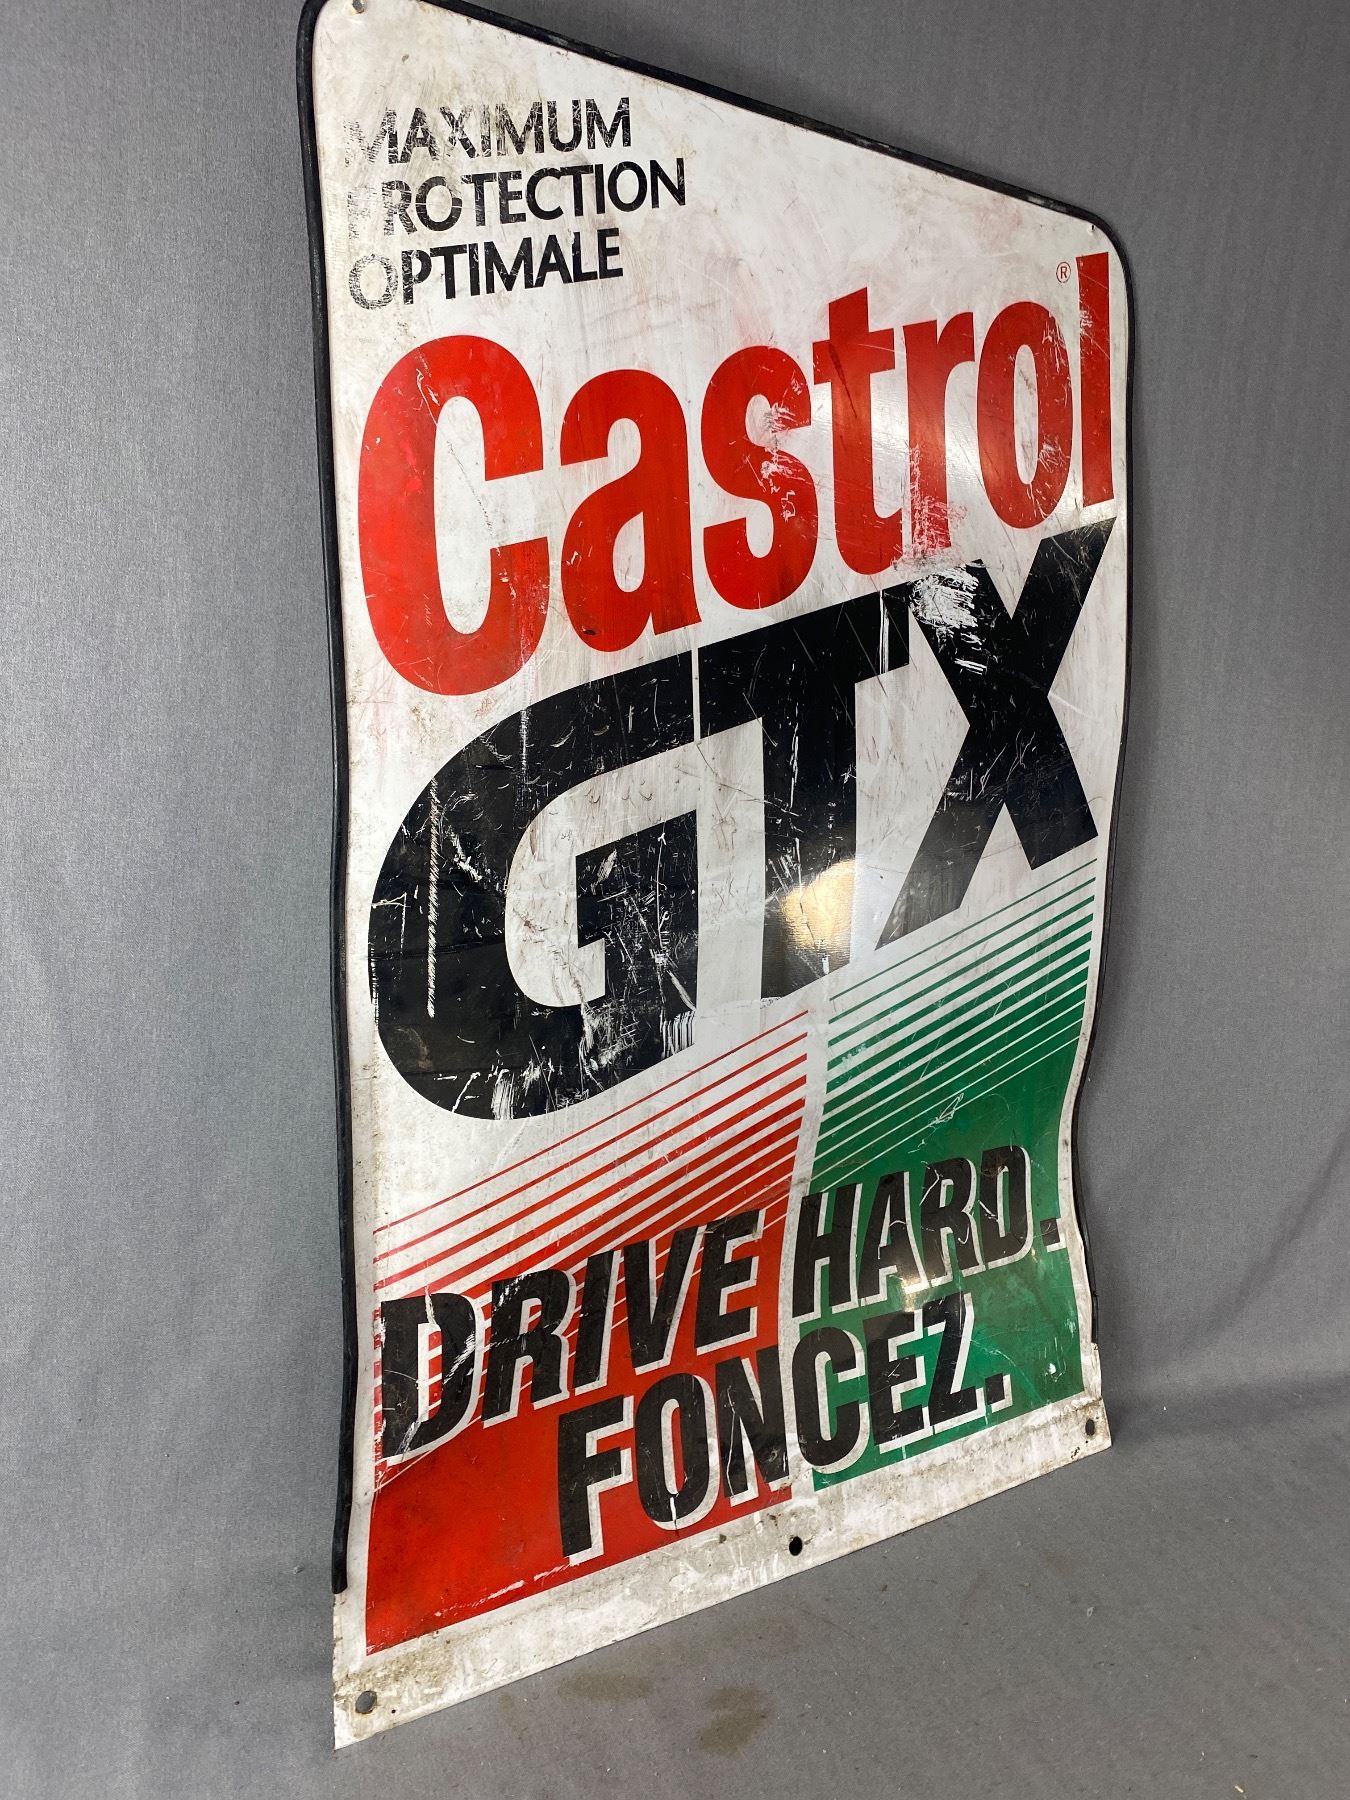 MAXIMUM
PROTECTION
OPTIMALE
Castrol®
GTX
DRIVE HARD.
FONCEZ.